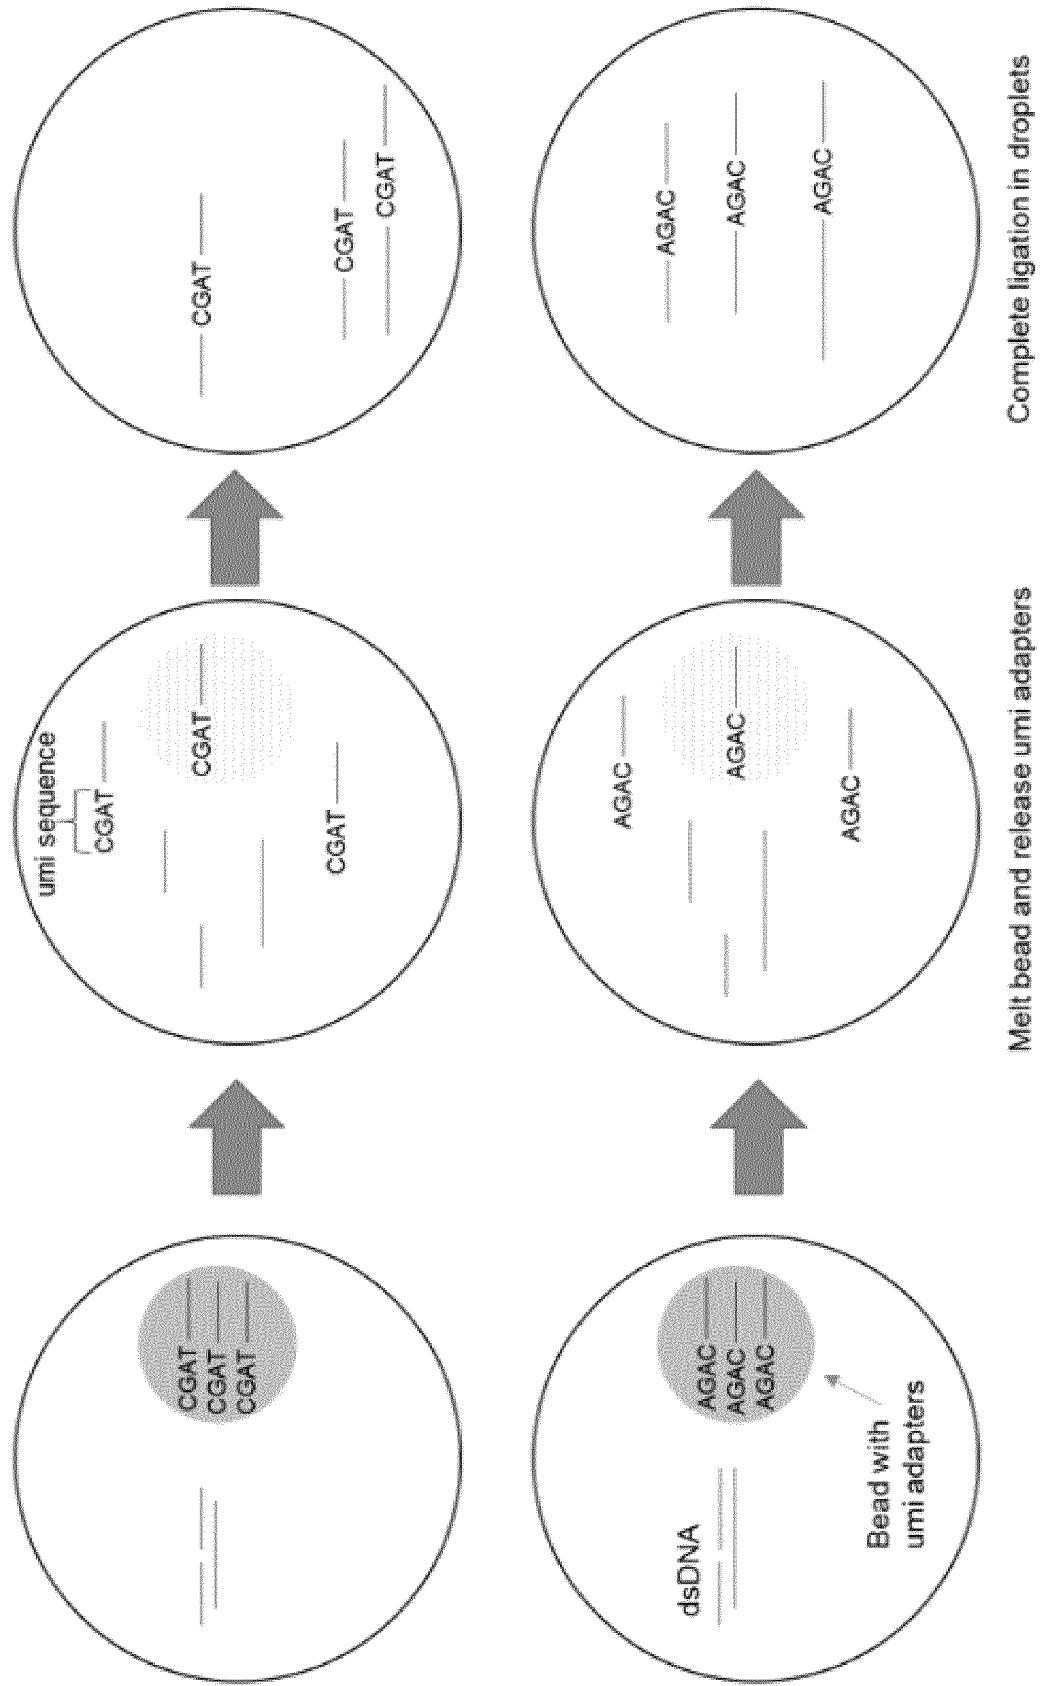 CGAT
CGAT
CGAT
umi sequence
CGAT
CGAT
CGAT
CGAT
CGAT
CGAT
dsDNA
AGAC
AGAC
AGAC
Bead with
umi adapters
AGAC
AGAC
AGAC
AGAC
AGAC
AGAC
Melt bead and release umi adapters
Complete ligation in droplets